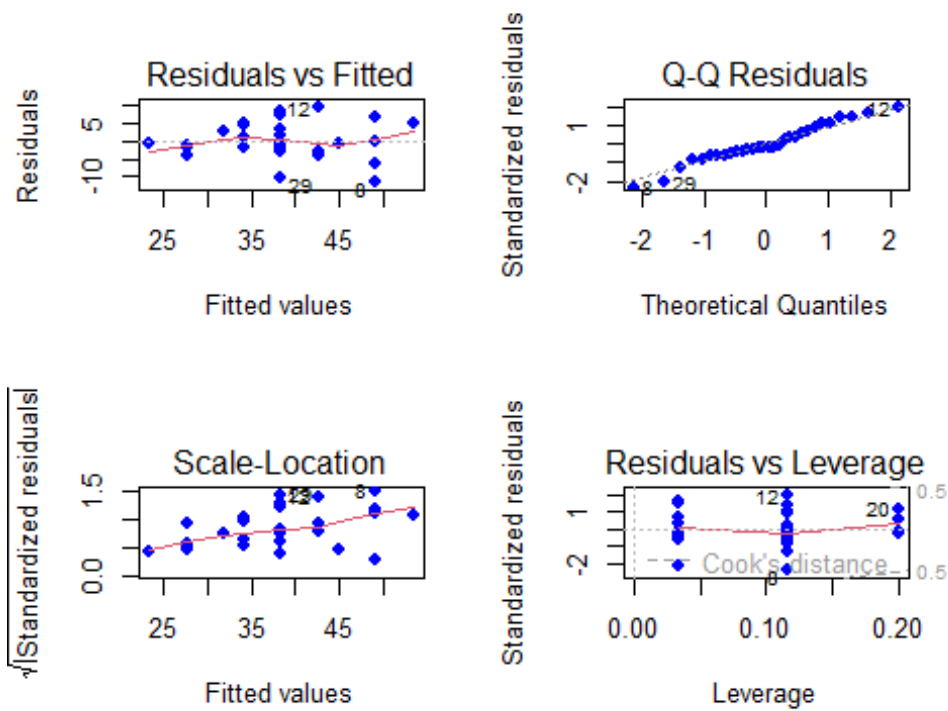 Residuals vs Fitted
Residuals
5
-10
12
29
8
25 35 45
Fitted values
Q-Q Residuals
Standardized residuals
1
-2
12
8
29
-2 -1 0 1 2
Theoretical Quantiles
Scale-Location
√|Standardized residuals|
1.5
0.0
12
8
25 35 45
Fitted values
Residuals vs Leverage
Standardized residuals
1
-2
12
20
0.5
Cook's distance
0.5
8
0.00 0.10 0.20
Leverage